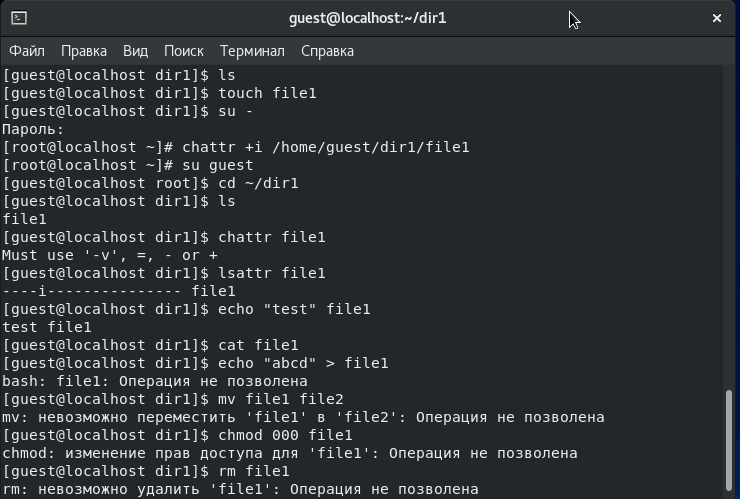 guest@localhost:~/dir1
Файл Правка Вид Поиск Терминал Справка
[guest@localhost dir1]$ ls
[guest@localhost dir1]$ touch file1
[guest@localhost dir1]$ su -
Пароль:
[root@localhost ~]# chattr +i /home/guest/dir1/file1
[root@localhost ~]# su guest
[guest@localhost root]$ cd ~/dir1
[guest@localhost dir1]$ ls
file1
[guest@localhost dir1]$ chattr file1
Must use '-v', =, - or +
[guest@localhost dir1]$ lsattr file1
----i--------------- file1
[guest@localhost dir1]$ echo "test" file1
test file1
[guest@localhost dir1]$ cat file1
[guest@localhost dir1]$ echo "abcd" > file1
bash: file1: Операция не позволена
[guest@localhost dir1]$ mv file1 file2
mv: невозможно переместить 'file1' в 'file2': Операция не позволена
[guest@localhost dir1]$ chmod 000 file1
chmod: изменение прав доступа для 'file1': Операция не позволена
[guest@localhost dir1]$ rm file1
rm: невозможно удалить 'file1': Операция не позволена